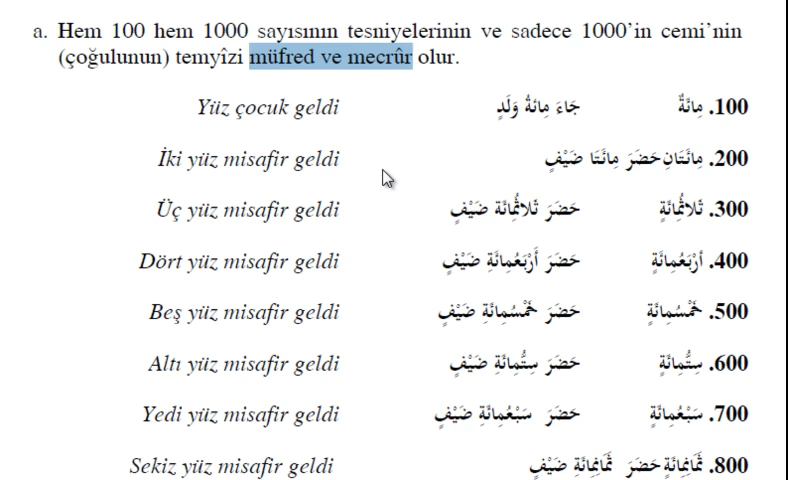 a. Hem 100 hem 1000 sayısının tesniyelerinin ve sadece 1000’in cemi’nin
(çoğulunun) temyîzi müfred ve mecrûr olur.
Yüz çocuk geldi جَاءَ مِائَةُ وَلَدٍ مِائَةٌ .100
İki yüz misafir geldi مِائَتَانِ حَضَرَ مِائَتَا ضَيْفٍ .200
Üç yüz misafir geldi حَضَرَ ثَلاثُمِائَة ضَيْفٍ ثَلاثُمِائَةٍ .300
Dört yüz misafir geldi حَضَرَ أَرْبَعُمِائَةِ ضَيْفٍ أَرْبَعُمِائَةٍ .400
Beş yüz misafir geldi حَضَرَ خَمْسُمِائَةِ ضَيْفٍ خَمْسُمِائَةٍ .500
Altı yüz misafir geldi حَضَرَ سِتُّمِائَةِ ضَيْفٍ سِتُّمِائَةٍ .600
Yedi yüz misafir geldi حَضَرَ سَبْعُمِائَةِ ضَيْفٍ سَبْعُمِائَةٍ .700
Sekiz yüz misafir geldi ثَمَانِمِائَةٍ حَضَرَ ثَمَانِمِائَةِ ضَيْفٍ .800